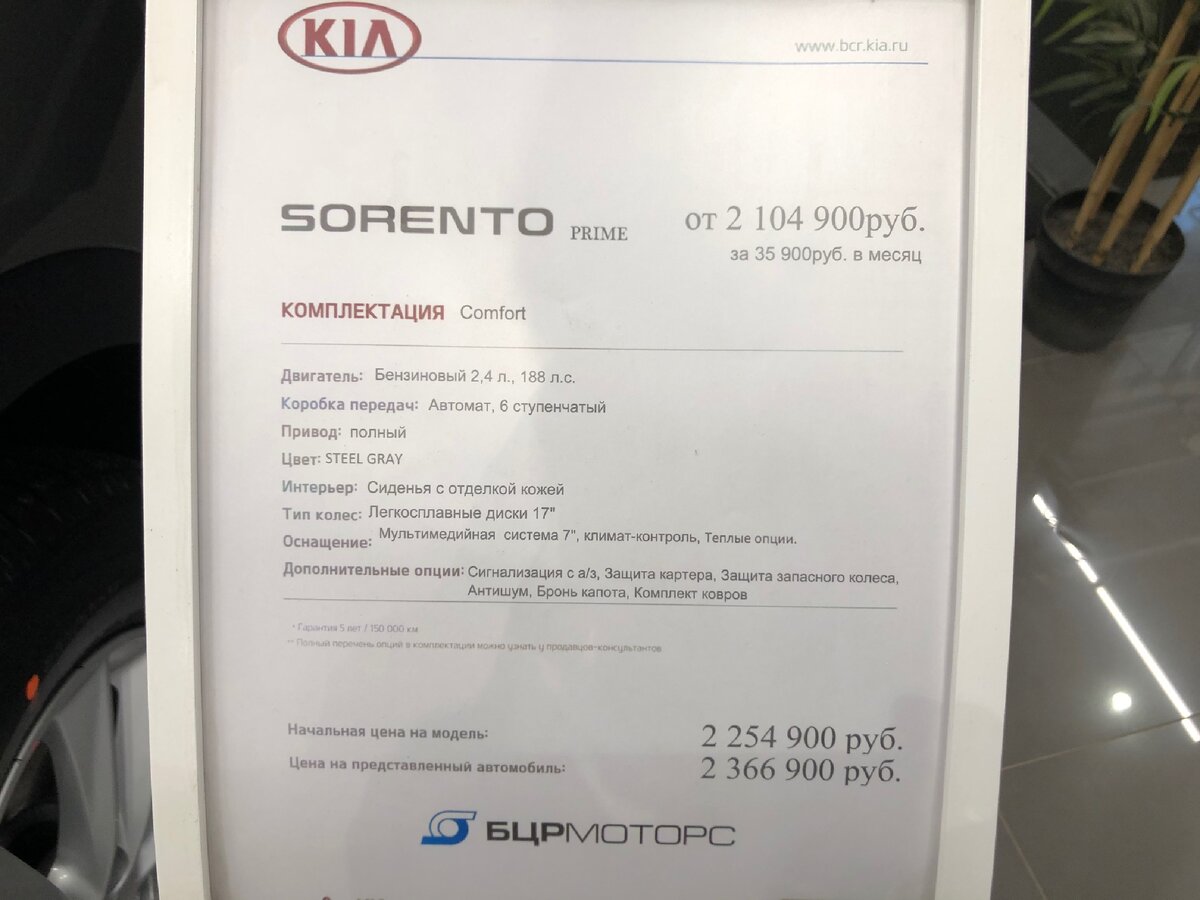 KIA
www.bcr.kia.ru
SORENTO PRIME
от 2 104 900руб.
за 35 900руб. в месяц
КОМПЛЕКТАЦИЯ Comfort
Двигатель: Бензиновый 2,4 л., 188 л.с.
Коробка передач: Автомат, 6 ступенчатый
Привод: полный
Цвет: STEEL GRAY
Интерьер: Сиденья с отделкой кожей
Тип колес: Легкосплавные диски 17"
Оснащение: Мультимедийная система 7", климат-контроль, Теплые опции.
Дополнительные опции: Сигнализация с а/з, Защита картера, Защита запасного колеса,
Антишум, Бронь капота, Комплект ковров
* Гарантия 5 лет / 150 000 км
** Полный перечень опций в комплектации можно узнать у продавцов-консультантов
Начальная цена на модель: 2 254 900 руб.
Цена на представленный автомобиль: 2 366 900 руб.
БЦРМОТОРС